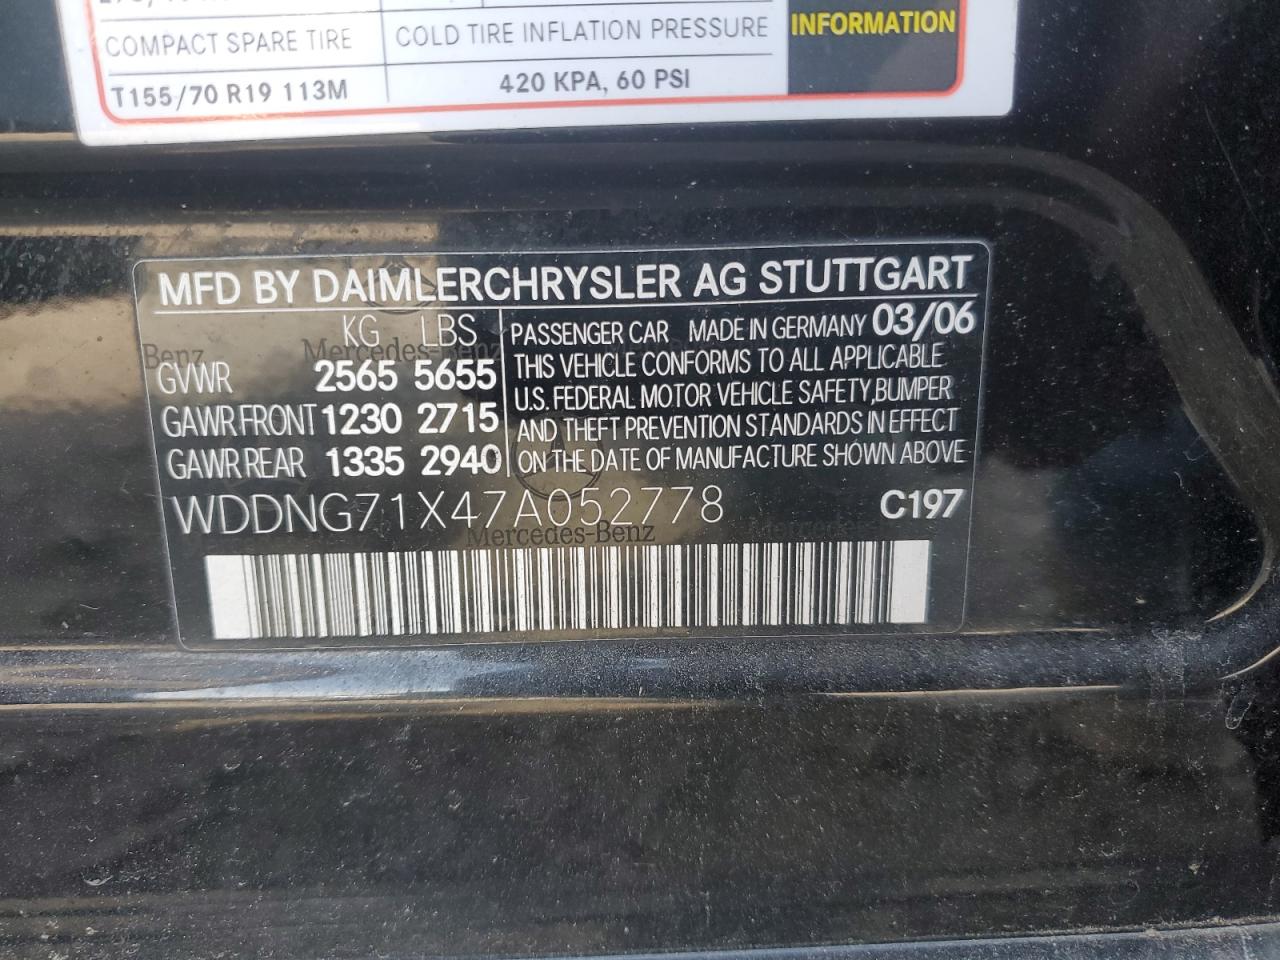 COMPACT SPARE TIRE COLD TIRE INFLATION PRESSURE INFORMATION
T155/70 R19 113M 420 KPA, 60 PSI
MFD BY DAIMLERCHRYSLER AG STUTTGART
KG LBS PASSENGER CAR MADE IN GERMANY 03/06
Benz Mercedes-Benz
THIS VEHICLE CONFORMS TO ALL APPLICABLE
GVWR 2565 5655 U.S. FEDERAL MOTOR VEHICLE SAFETY,BUMPER
GAWR FRONT 1230 2715 AND THEFT PREVENTION STANDARDS IN EFFECT
GAWR REAR 1335 2940 ON THE DATE OF MANUFACTURE SHOWN ABOVE
WDDNG71X47A052778 C197
Mercedes-Benz